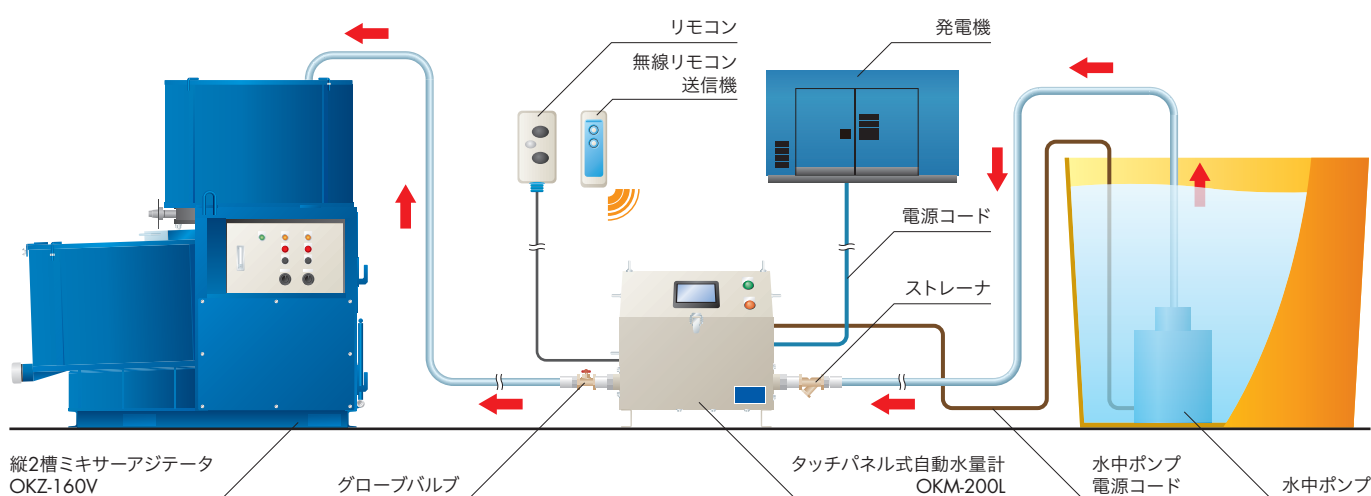 リモコン
無線リモコン
送信機
発電機
電源コード
ストレーナ
縦2槽ミキサーアジテータ
OKZ-160V
グローブバルブ
タッチパネル式自動水量計
OKM-200L
水中ポンプ
電源コード
水中ポンプ